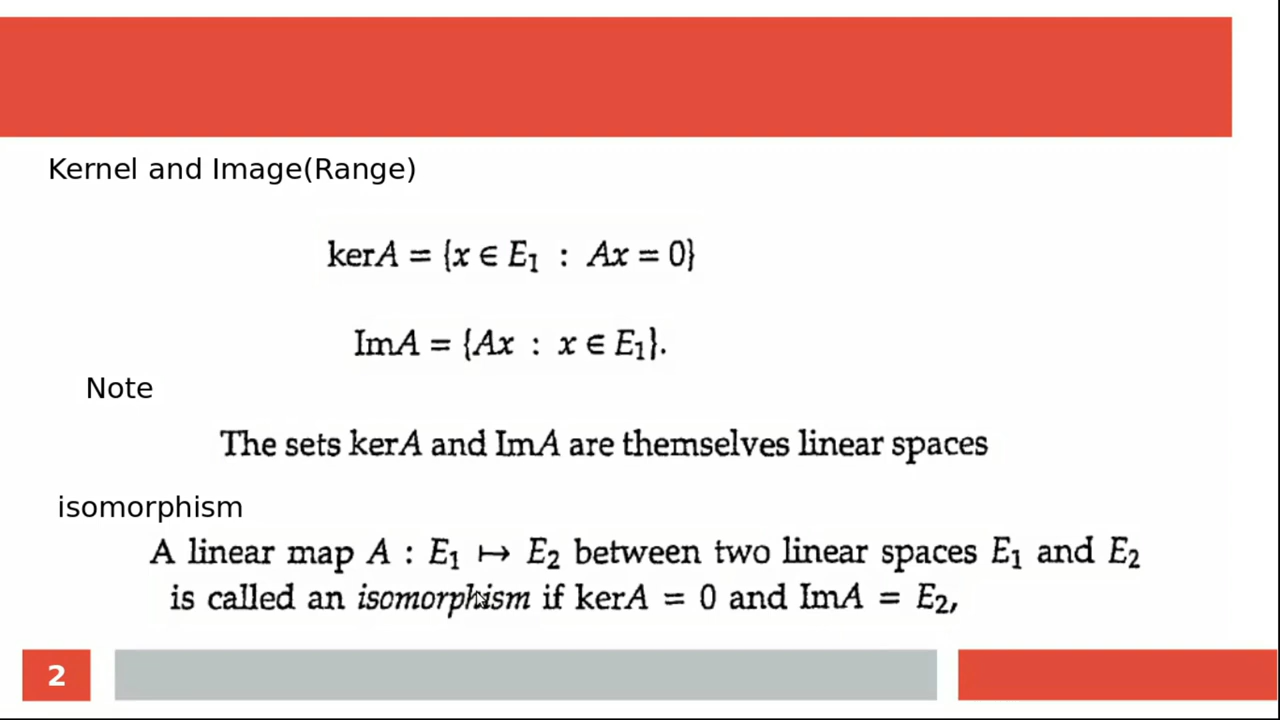 Kernel and Image(Range)
kerA = {x ∈ E₁ : Ax = 0}
ImA = {Ax : x ∈ E₁}.
Note
The sets kerA and ImA are themselves linear spaces
isomorphism
A linear map A : E₁ ↦ E₂ between two linear spaces E₁ and E₂
is called an isomorphism if kerA = 0 and ImA = E₂,
2